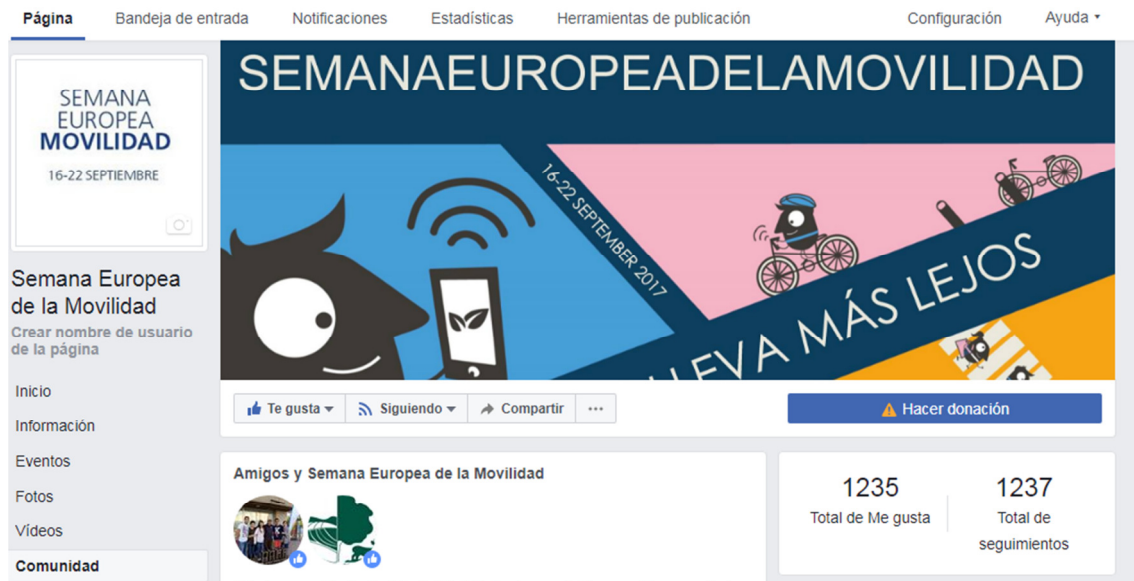 Página Bandeja de entrada Notificaciones Estadísticas Herramientas de publicación Configuración Ayuda
SEMANA
EUROPEA
MOVILIDAD
16-22 SEPTIEMBRE
SEMANAEUROPEADELAMOVILIDAD
16-22 SEPTEMBER 2017
LLEVA MÁS LEJOS
Semana Europea
de la Movilidad
Crear nombre de usuario
de la página
Inicio
Información
Eventos
Fotos
Vídeos
Comunidad
Te gusta Siguiendo Compartir ...
Hacer donación
Amigos y Semana Europea de la Movilidad
1235
Total de Me gusta
1237
Total de
seguimientos